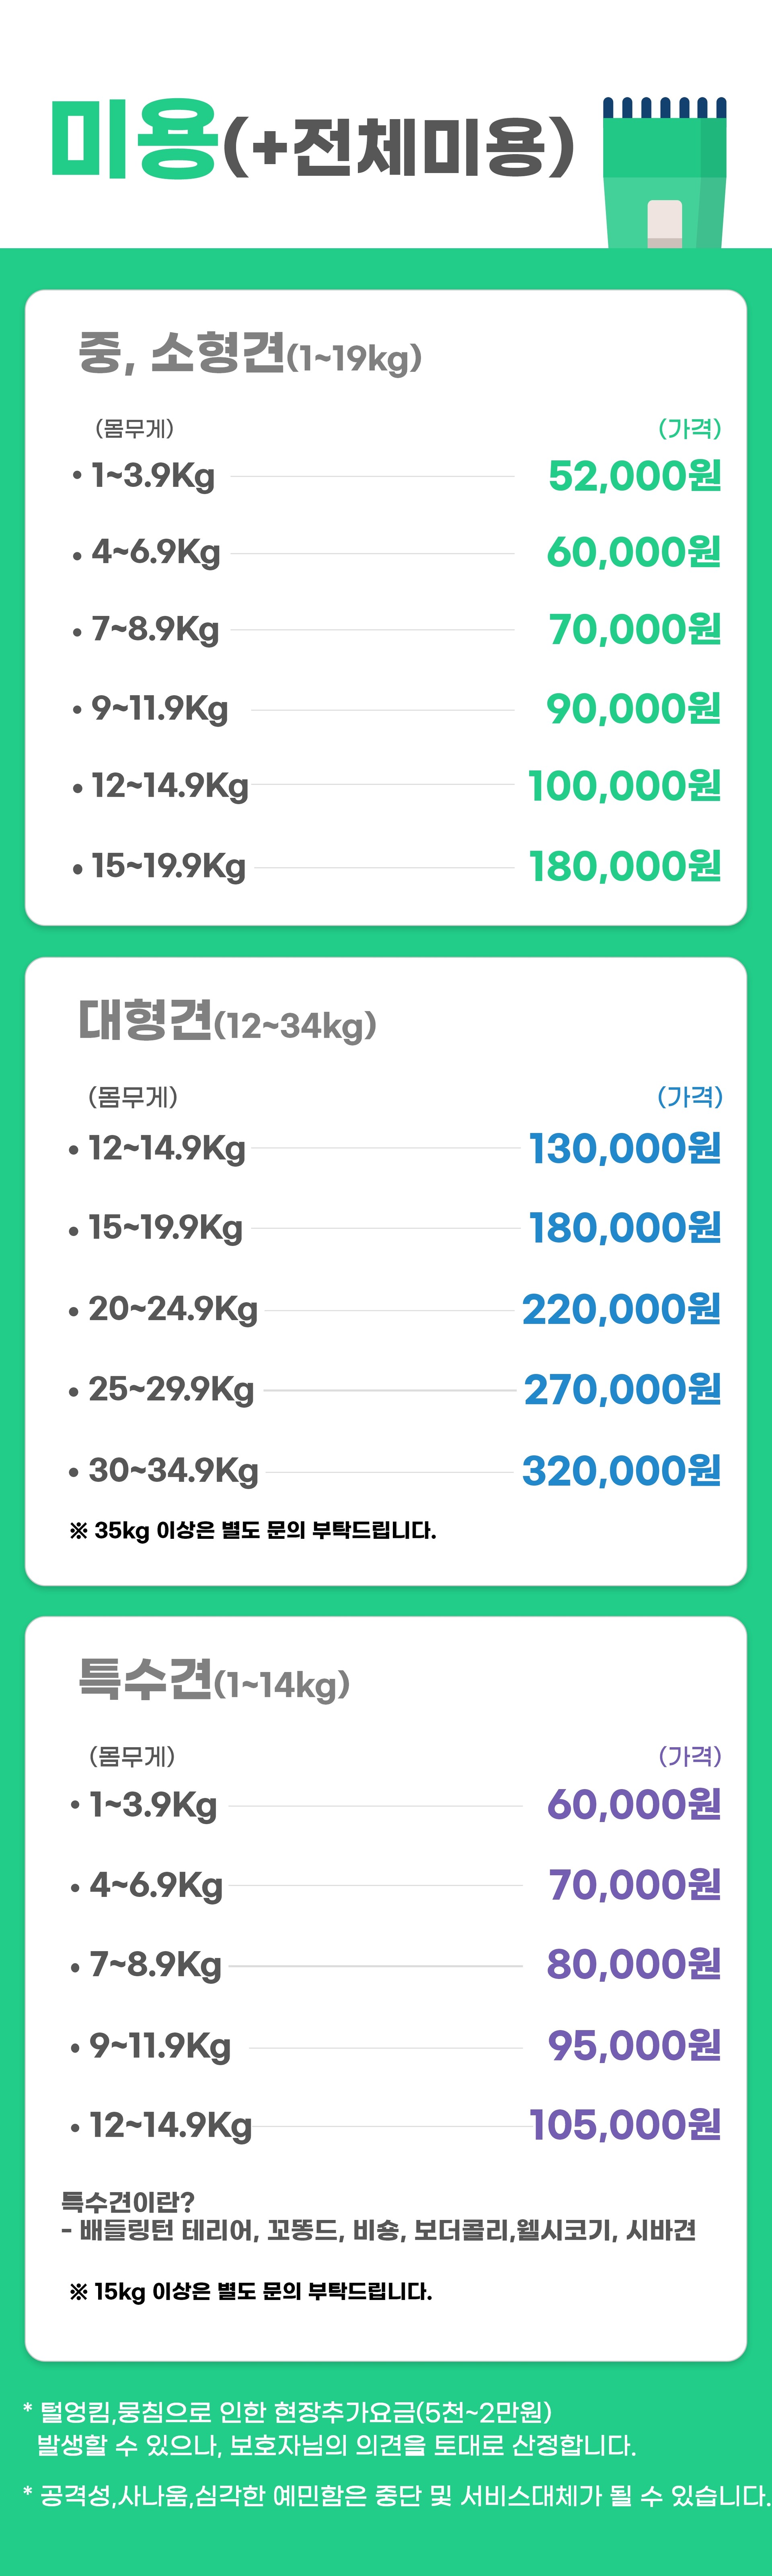 미용(+전체미용)
중, 소형견(1~19kg)
(몸무게) (가격)
• 1~3.9Kg 52,000원
• 4~6.9Kg 60,000원
• 7~8.9Kg 70,000원
• 9~11.9Kg 90,000원
• 12~14.9Kg 100,000원
• 15~19.9Kg 180,000원
대형견(12~34kg)
(몸무게) (가격)
• 12~14.9Kg 130,000원
• 15~19.9Kg 180,000원
• 20~24.9Kg 220,000원
• 25~29.9Kg 270,000원
• 30~34.9Kg 320,000원
※ 35kg 이상은 별도 문의 부탁드립니다.
특수견(1~14kg)
(몸무게) (가격)
• 1~3.9Kg 60,000원
• 4~6.9Kg 70,000원
• 7~8.9Kg 80,000원
• 9~11.9Kg 95,000원
• 12~14.9Kg 105,000원
특수견이란?
- 배들링턴 테리어, 꼬똥드, 비숑, 보더콜리,웰시코기, 시바견
※ 15kg 이상은 별도 문의 부탁드립니다.
* 털엉킴,뭉침으로 인한 현장추가요금(5천~2만원)
발생할 수 있으나, 보호자님의 의견을 토대로 산정합니다.
* 공격성,사나움,심각한 예민함은 중단 및 서비스대체가 될 수 있습니다.